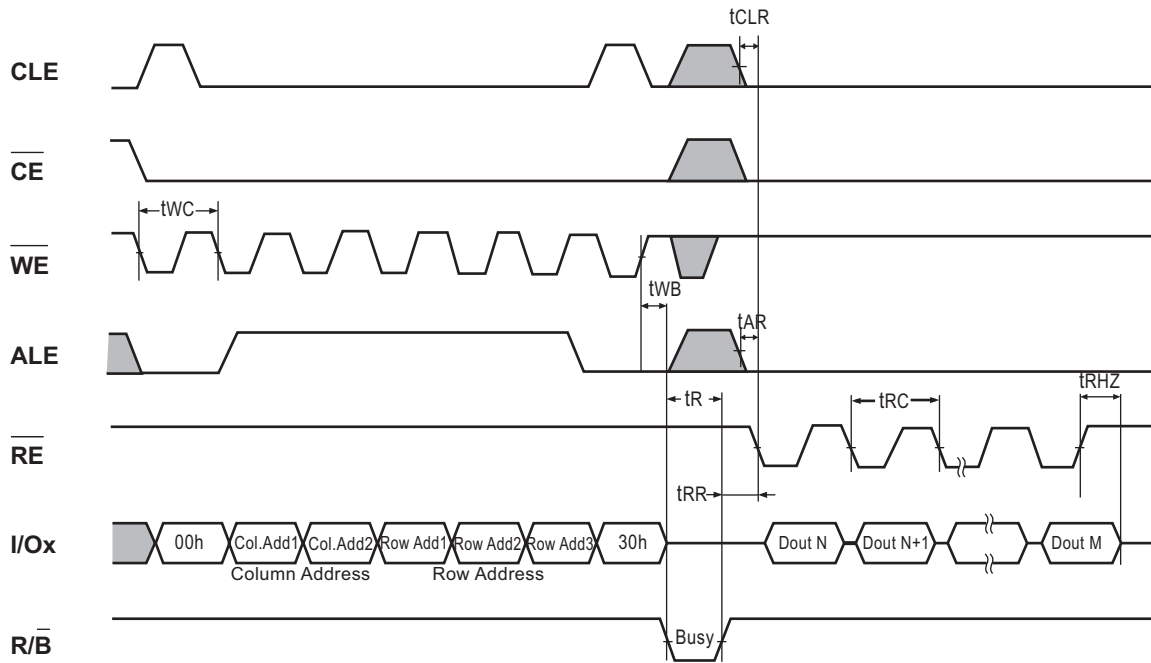 tCLR
CLE
CE
tWC
WE
tWB
tAR
ALE
tR
tRC
tRHZ
RE
tRR
I/Ox
00h
Col.Add1
Col.Add2
Row Add1
Row Add2
Row Add3
30h
Dout N
Dout N+1
Dout M
Column Address
Row Address
R/B̅
Busy